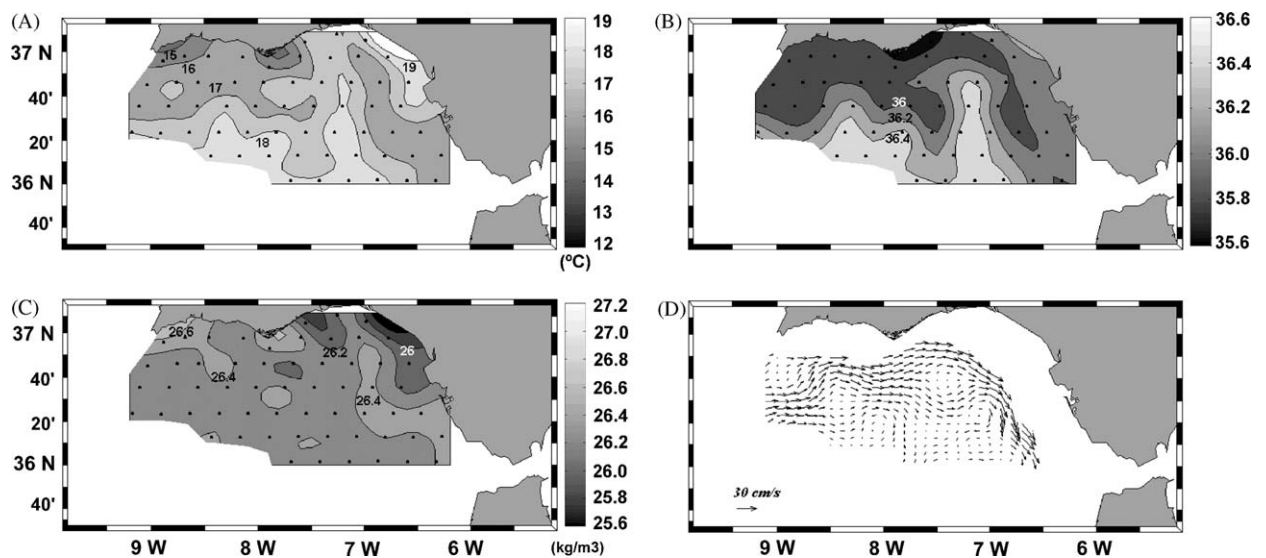 (A)
37 N
40'
20'
36 N
40'
15
16
17
18
19
19
18
17
16
15
14
13
12
(ºC)
(B)
36
36.2
36.4
36.6
36.4
36.2
36.0
35.8
35.6
(C)
37 N
40'
20'
36 N
40'
26.6
26.4
26.2
26
26.4
27.2
27.0
26.8
26.6
26.4
26.2
26.0
25.8
25.6
9 W
8 W
7 W
6 W
(kg/m3)
(D)
30 cm/s
9 W
8 W
7 W
6 W